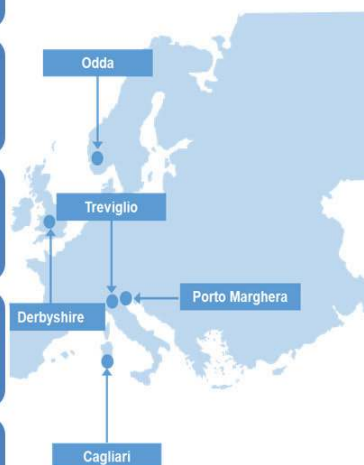 Odda
Treviglio
Porto Marghera
Derbyshire
Cagliari